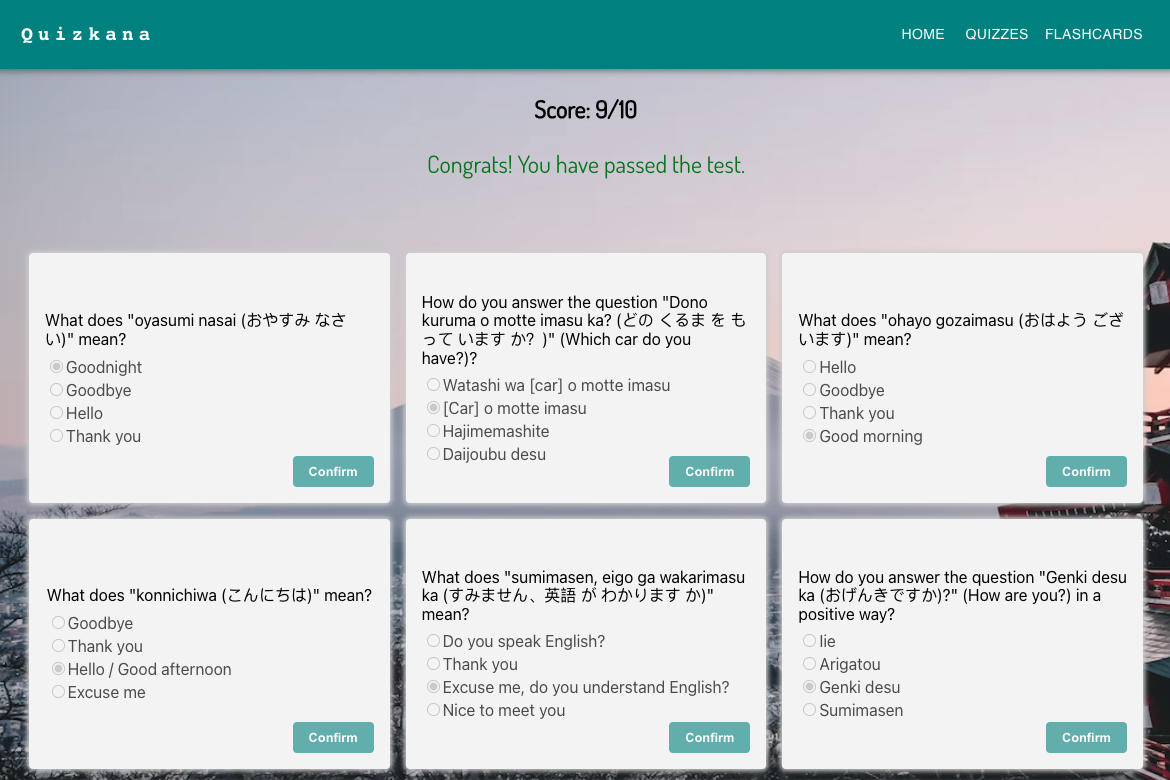 Quizkana
HOME QUIZZES FLASHCARDS
Score: 9/10
Congrats! You have passed the test.
What does "oyasumi nasai (おやすみ なさ
い)" mean?
Goodnight
Goodbye
Hello
Thank you
Confirm
How do you answer the question "Dono
kuruma o motte imasu ka? (どの くるま を も
って います か? )" (Which car do you
have?)?
Watashi wa [car] o motte imasu
[Car] o motte imasu
Hajimemashite
Daijoubu desu
Confirm
What does "ohayo gozaimasu (おはよう ござ
います)" mean?
Hello
Goodbye
Thank you
Good morning
Confirm
What does "konnichiwa (こんにちは)" mean?
Goodbye
Thank you
Hello / Good afternoon
Excuse me
Confirm
What does "sumimasen, eigo ga wakarimasu
ka (すみません、英語 が わかります か)"
mean?
Do you speak English?
Thank you
Excuse me, do you understand English?
Nice to meet you
Confirm
How do you answer the question "Genki desu
ka (おげんきですか)?" (How are you?) in a
positive way?
Iie
Arigatou
Genki desu
Sumimasen
Confirm